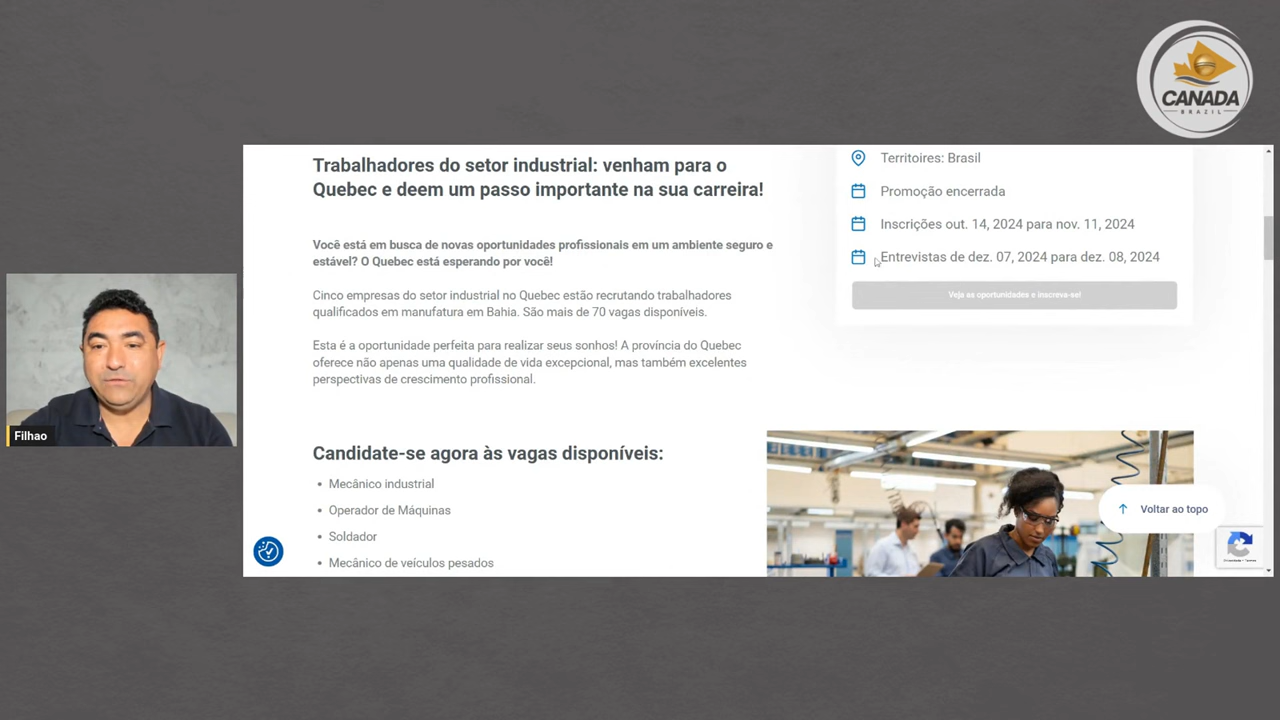 CANADA
BRAZIL
Trabalhadores do setor industrial: venham para o
Quebec e deem um passo importante na sua carreira!
Você está em busca de novas oportunidades profissionais em um ambiente seguro e
estável? O Quebec está esperando por você!
Cinco empresas do setor industrial no Quebec estão recrutando trabalhadores
qualificados em manufatura em Bahia. São mais de 70 vagas disponíveis.
Esta é a oportunidade perfeita para realizar seus sonhos! A província do Quebec
oferece não apenas uma qualidade de vida excepcional, mas também excelentes
perspectivas de crescimento profissional.
Territoires: Brasil
Promoção encerrada
Inscrições out. 14, 2024 para nov. 11, 2024
Entrevistas de dez. 07, 2024 para dez. 08, 2024
Veja as oportunidades e inscreva-se!
Candidate-se agora às vagas disponíveis:
• Mecânico industrial
• Operador de Máquinas
• Soldador
• Mecânico de veículos pesados
Voltar ao topo
Filhao